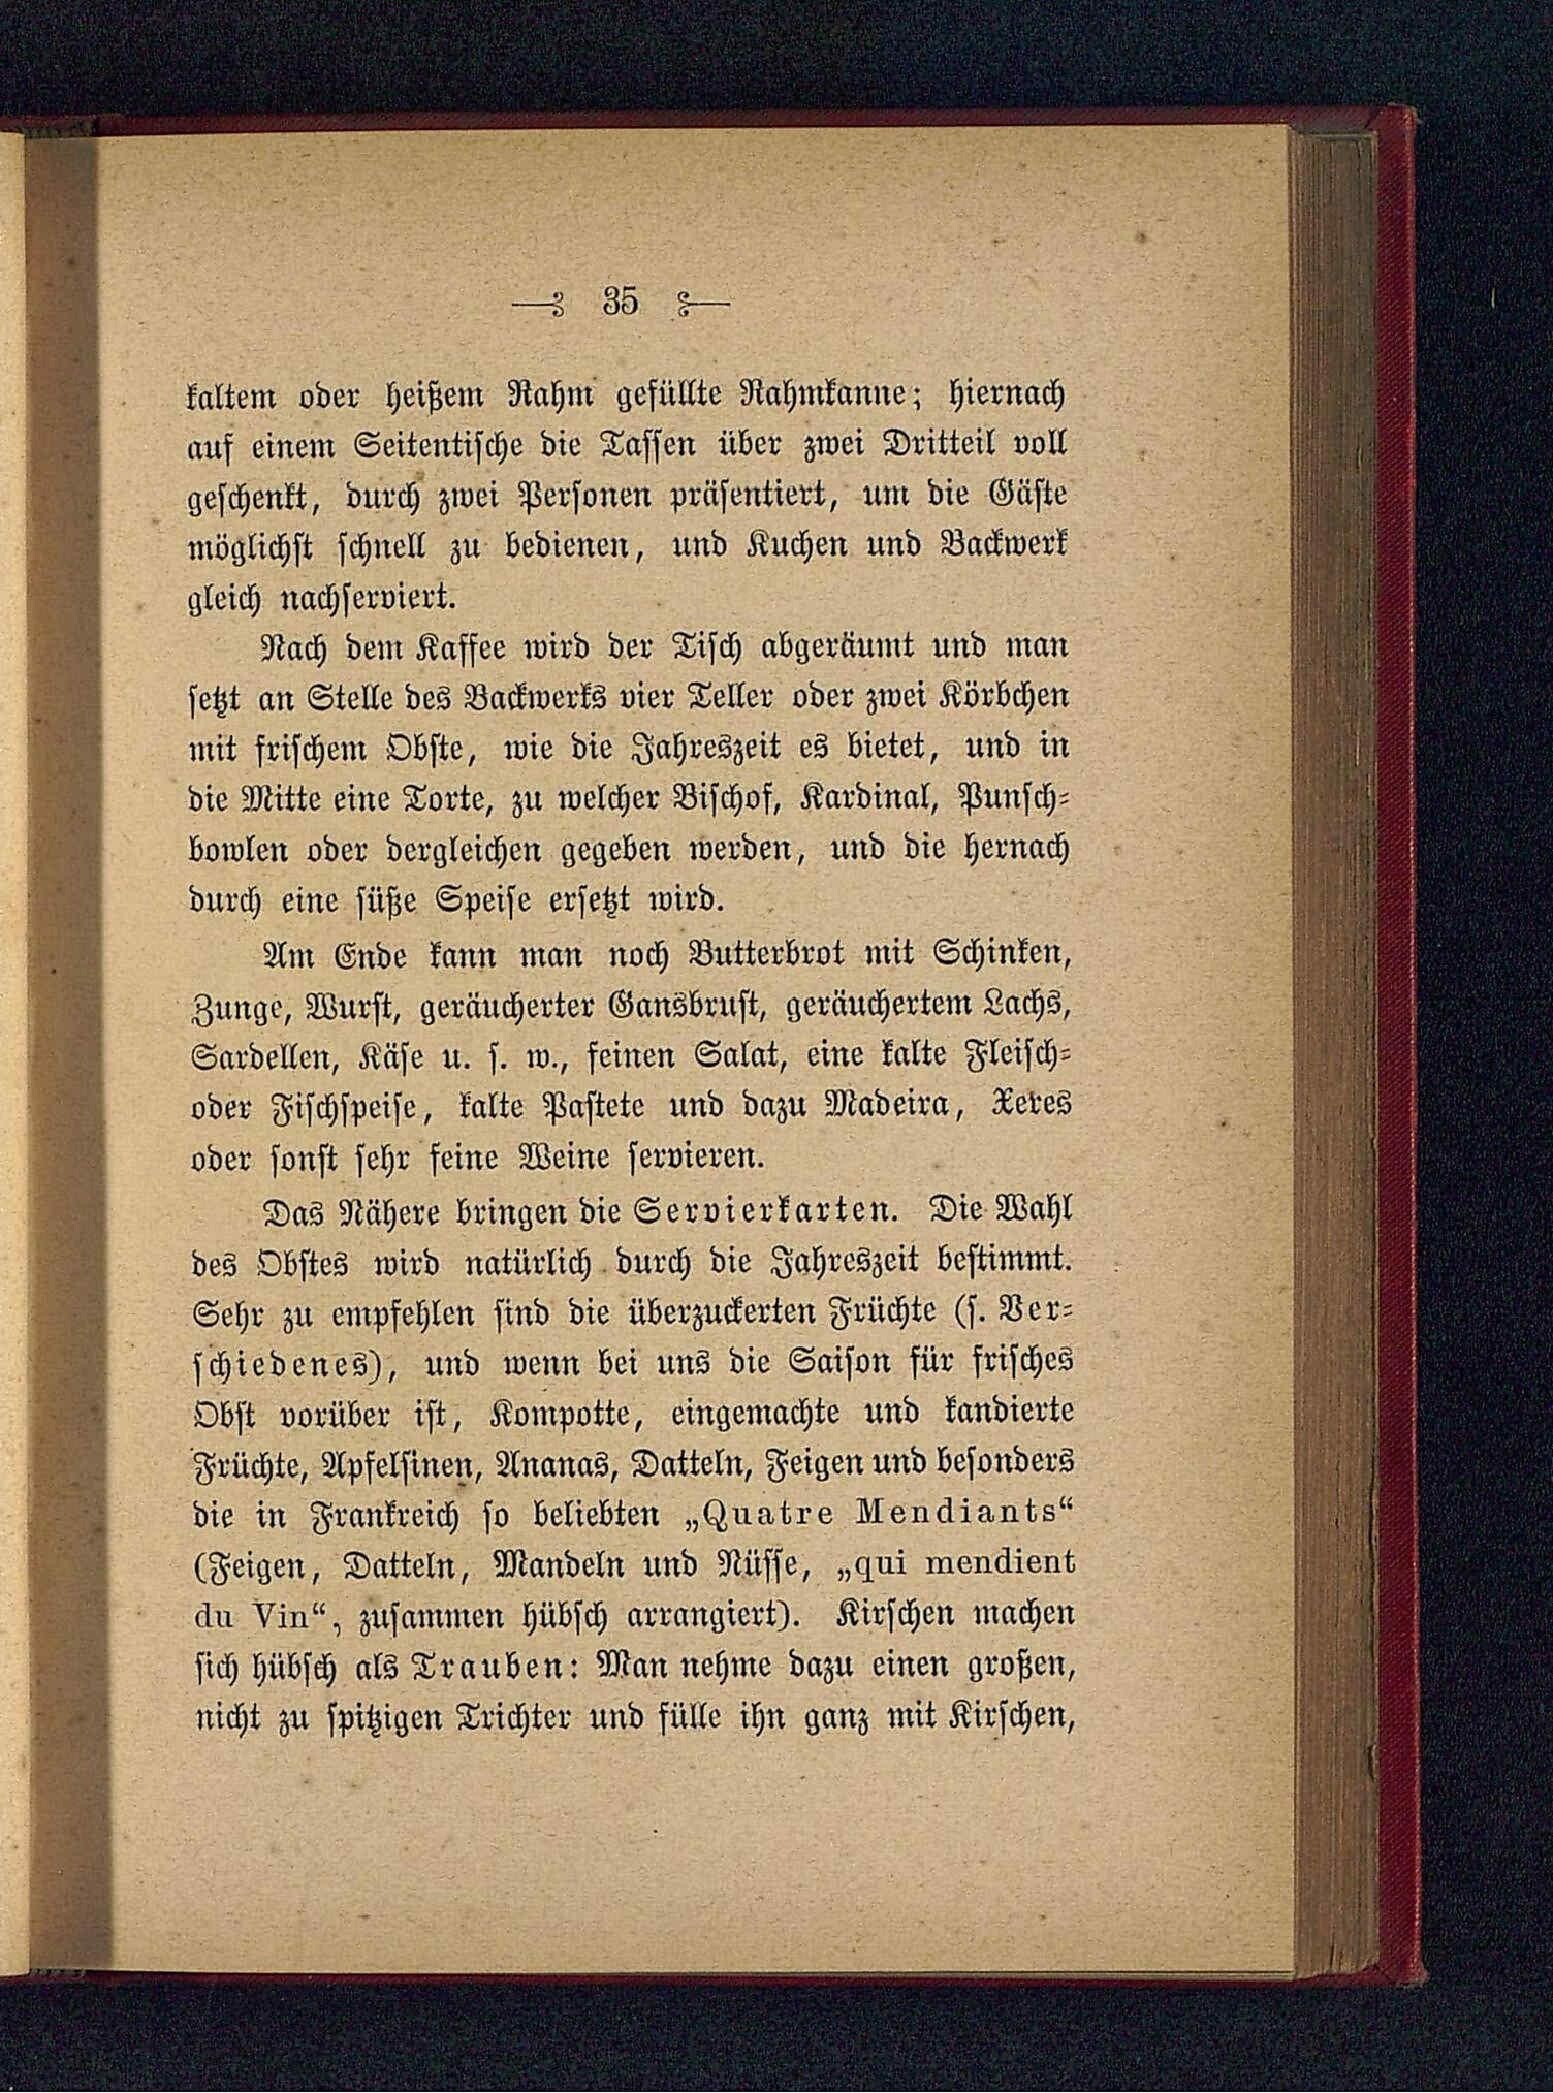 35
kaltem oder heißem Rahm gefüllte Rahmkanne; hiernach
auf einem Seitentische die Tassen über zwei Dritteil voll
geschenkt, durch zwei Personen präsentiert, um die Gäste
möglichst schnell zu bedienen, und Kuchen und Backwerk
gleich nachserviert.
Nach dem Kaffee wird der Tisch abgeräumt und man
setzt an Stelle des Backwerks vier Teller oder zwei Körbchen
mit frischem Obste, wie die Jahreszeit es bietet, und in
die Mitte eine Torte, zu welcher Bischof, Kardinal, Punsch-
bowlen oder dergleichen gegeben werden, und die hernach
durch eine süße Speise ersetzt wird.
Am Ende kann man noch Butterbrot mit Schinken,
Zunge, Wurst, geräucherter Gansbrust, geräuchertem Lachs,
Sardellen, Käse u. s. w., feinen Salat, eine kalte Fleisch-
oder Fischspeise, kalte Pastete und dazu Madeira, Xeres
oder sonst sehr feine Weine servieren.
Das Nähere bringen die Servierkarten. Die Wahl
des Obstes wird natürlich durch die Jahreszeit bestimmt.
Sehr zu empfehlen sind die überzuckerten Früchte (s. Ver-
schiedenes), und wenn bei uns die Saison für frisches
Obst vorüber ist, Kompotte, eingemachte und kandierte
Früchte, Apfelsinen, Ananas, Datteln, Feigen und besonders
die in Frankreich so beliebten „Quatre Mendiants“
(Feigen, Datteln, Mandeln und Nüsse, „qui mendient
du Vin“, zusammen hübsch arrangiert). Kirschen machen
sich hübsch als Trauben: Man nehme dazu einen großen,
nicht zu spitzigen Trichter und fülle ihn ganz mit Kirschen,